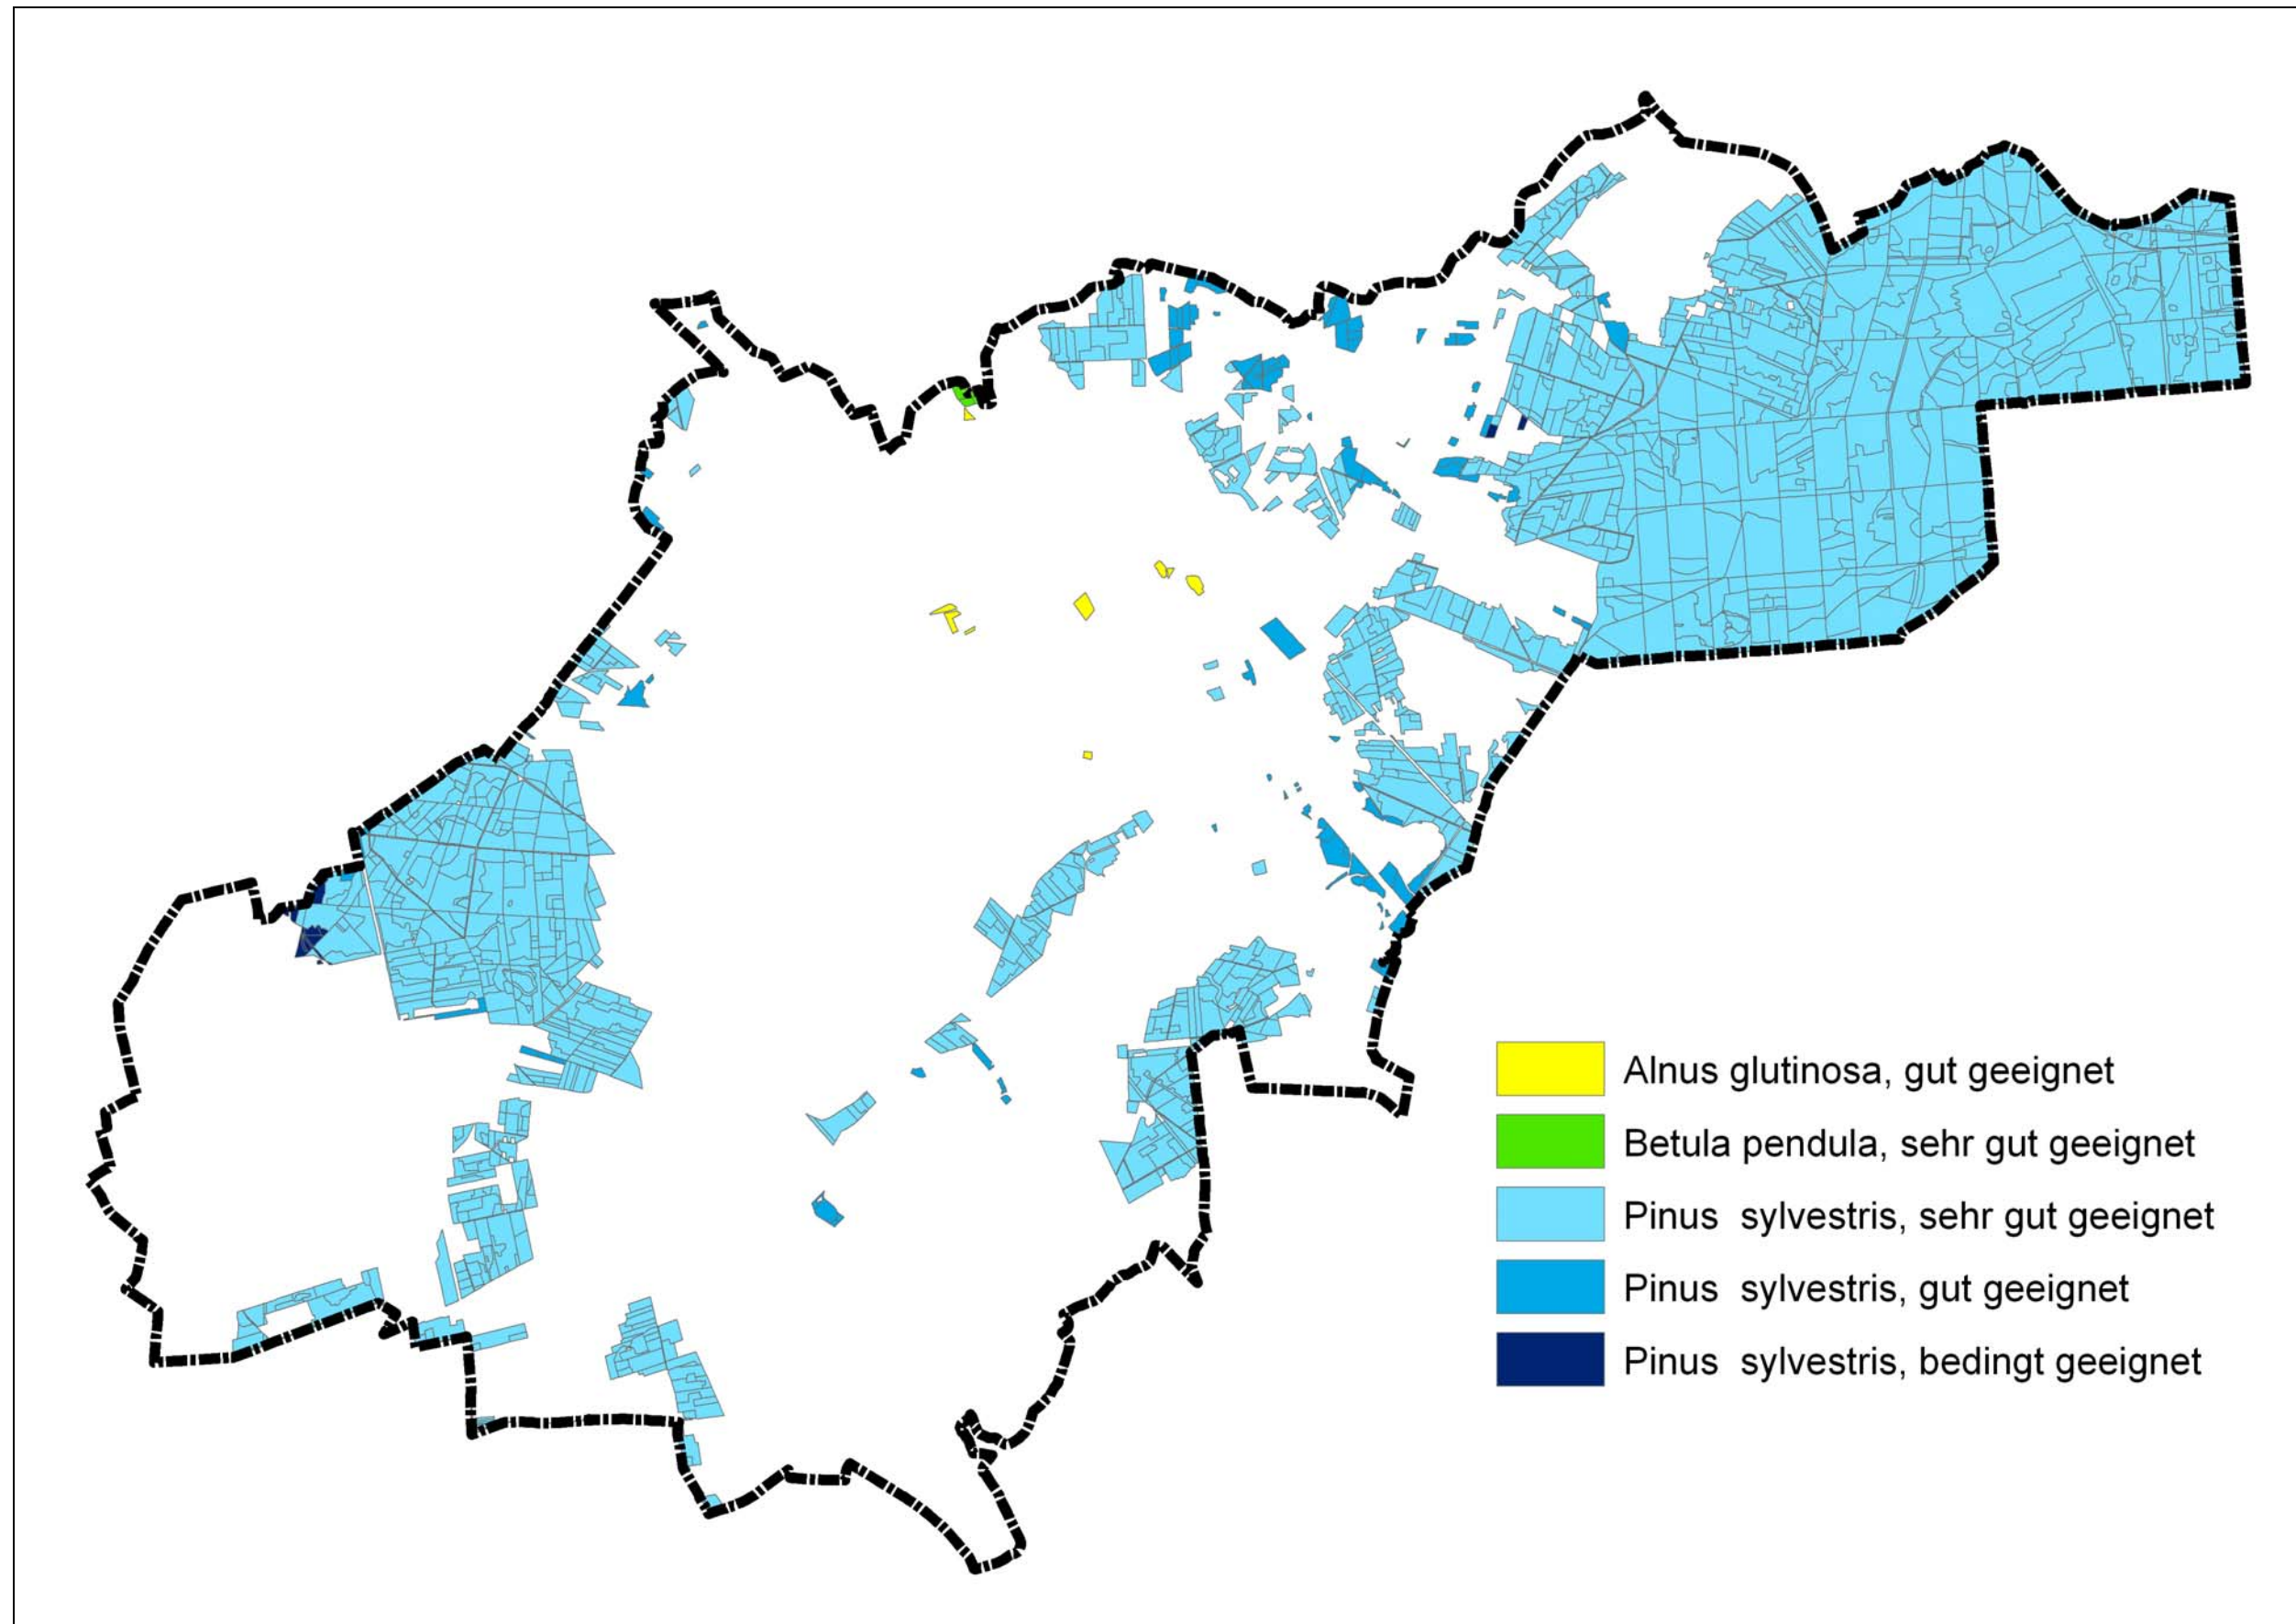 Alnus glutinosa, gut geeignet
Betula pendula, sehr gut geeignet
Pinus  sylvestris, sehr gut geeignet
Pinus  sylvestris, gut geeignet
Pinus  sylvestris, bedingt geeignet